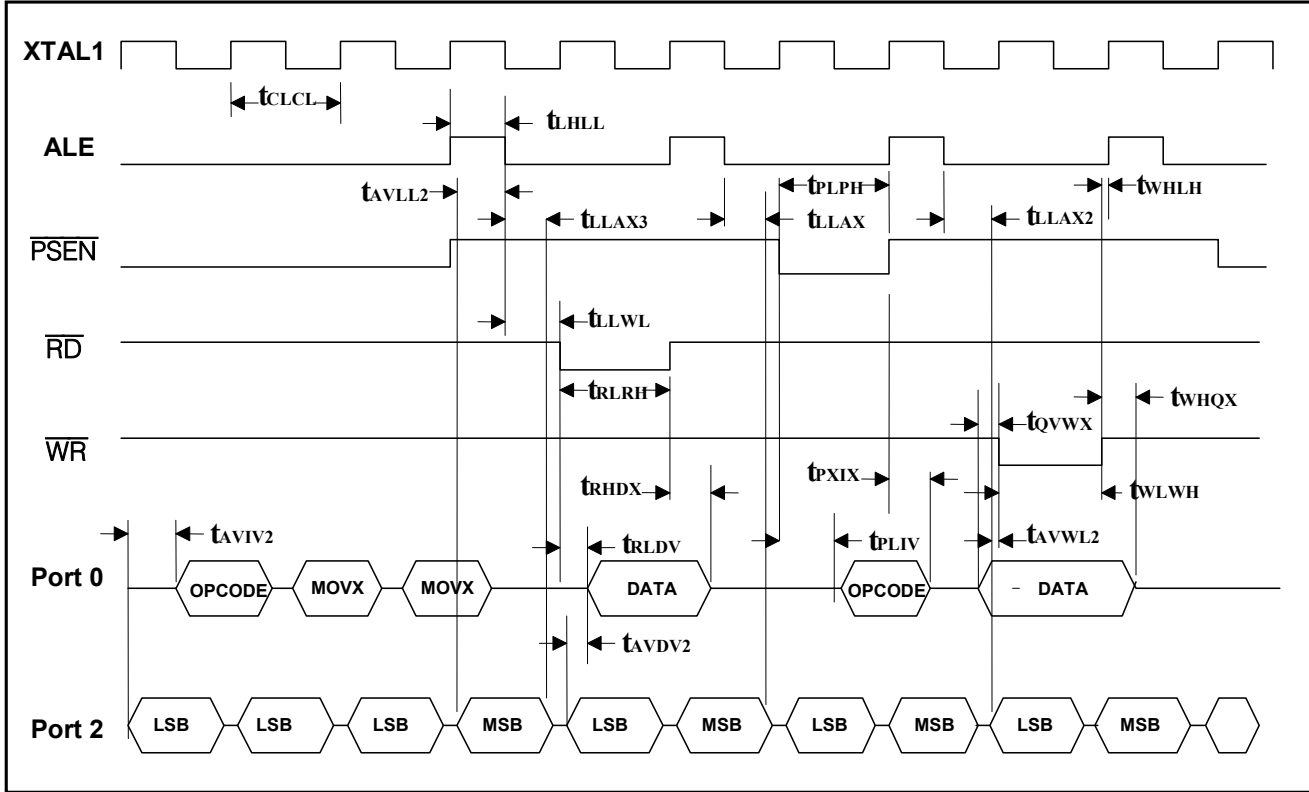 XTAL1
tCLCL
tLHLL
ALE
tAVLL2 tPLPH tWHLH
tLLAX3 tLLAX tLLAX2
PSEN
tLLWL
RD
tRLRH tWHQX
tQVWX
WR
tRHDX tPXIX tWLWH
tAVIV2 tRLDV tPLIV tAVWL2
Port 0 OPCODE MOVX MOVX DATA OPCODE DATA
tAVDV2
Port 2 LSB LSB LSB MSB LSB MSB LSB MSB LSB MSB